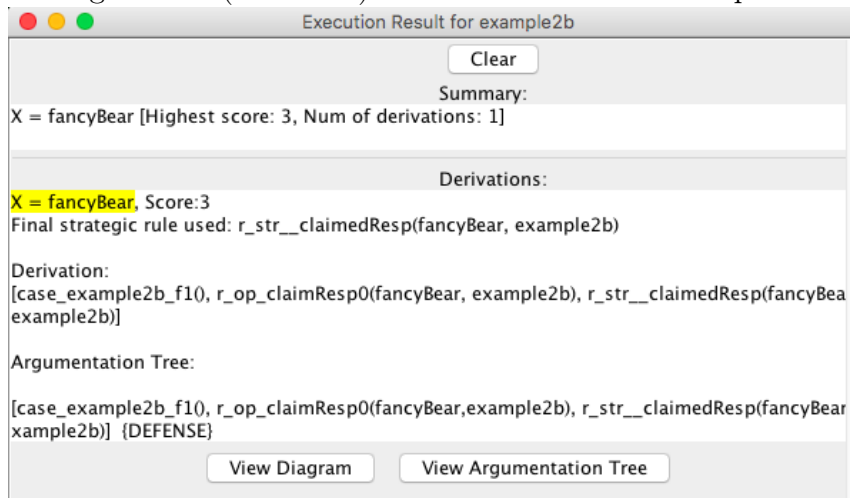 Execution Result for example2b
Clear
Summary:
X = fancyBear [Highest score: 3, Num of derivations: 1]
Derivations:
X = fancyBear, Score:3
Final strategic rule used: r_str__claimedResp(fancyBear, example2b)
Derivation:
[case_example2b_f1(), r_op_claimResp0(fancyBear, example2b), r_str__claimedResp(fancyBea
example2b)]
Argumentation Tree:
[case_example2b_f1(), r_op_claimResp0(fancyBear,example2b), r_str__claimedResp(fancyBear
xample2b)] {DEFENSE}
View Diagram
View Argumentation Tree